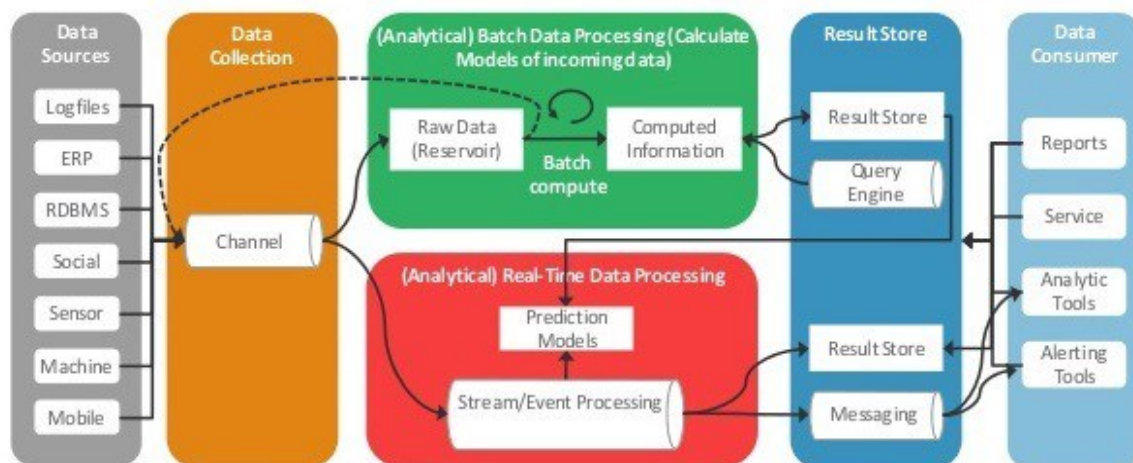 Data
Sources
Logfiles
ERP
RDBMS
Social
Sensor
Machine
Mobile
Data
Collection
Channel
(Analytical) Batch Data Processing (Calculate
Models of incoming data)
Raw Data
(Reservoir)
Batch
compute
Computed
Information
(Analytical) Real-Time Data Processing
Prediction
Models
Stream/Event Processing
Result Store
Result Store
Query
Engine
Result Store
Messaging
Data
Consumer
Reports
Service
Analytic
Tools
Alerting
Tools